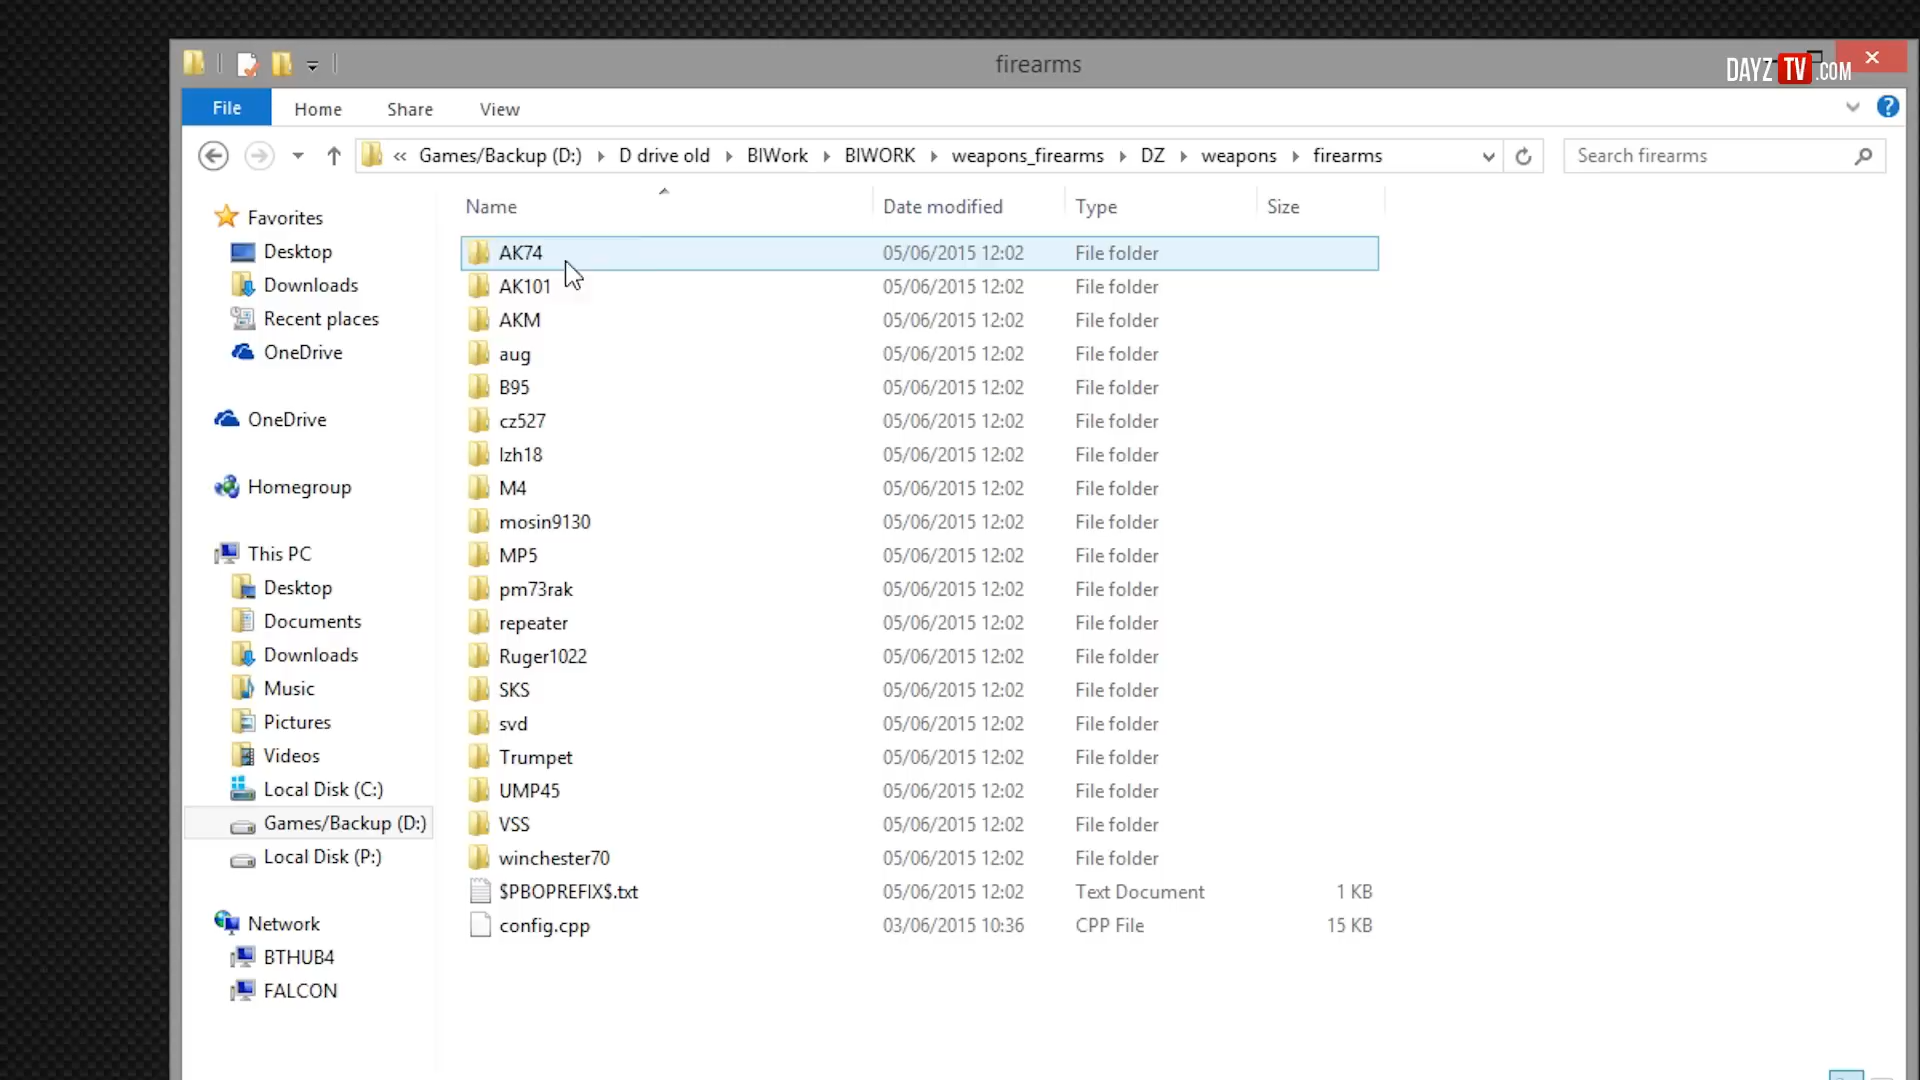 firearms
DAYZ TV .COM
File Home Share View
« Games/Backup (D:) D drive old BIWork BIWORK weapons_firearms DZ weapons firearms Search firearms
Name Date modified Type Size
Favorites
Desktop
Downloads
Recent places
OneDrive
OneDrive
Homegroup
This PC
Desktop
Documents
Downloads
Music
Pictures
Videos
Local Disk (C:)
Games/Backup (D:)
Local Disk (P:)
Network
BTHUB4
FALCON
AK74 05/06/2015 12:02 File folder
AK101 05/06/2015 12:02 File folder
AKM 05/06/2015 12:02 File folder
aug 05/06/2015 12:02 File folder
B95 05/06/2015 12:02 File folder
cz527 05/06/2015 12:02 File folder
Izh18 05/06/2015 12:02 File folder
M4 05/06/2015 12:02 File folder
mosin9130 05/06/2015 12:02 File folder
MP5 05/06/2015 12:02 File folder
pm73rak 05/06/2015 12:02 File folder
repeater 05/06/2015 12:02 File folder
Ruger1022 05/06/2015 12:02 File folder
SKS 05/06/2015 12:02 File folder
svd 05/06/2015 12:02 File folder
Trumpet 05/06/2015 12:02 File folder
UMP45 05/06/2015 12:02 File folder
VSS 05/06/2015 12:02 File folder
winchester70 05/06/2015 12:02 File folder
$PBOPREFIX$.txt 05/06/2015 12:02 Text Document 1 KB
config.cpp 03/06/2015 10:36 CPP File 15 KB